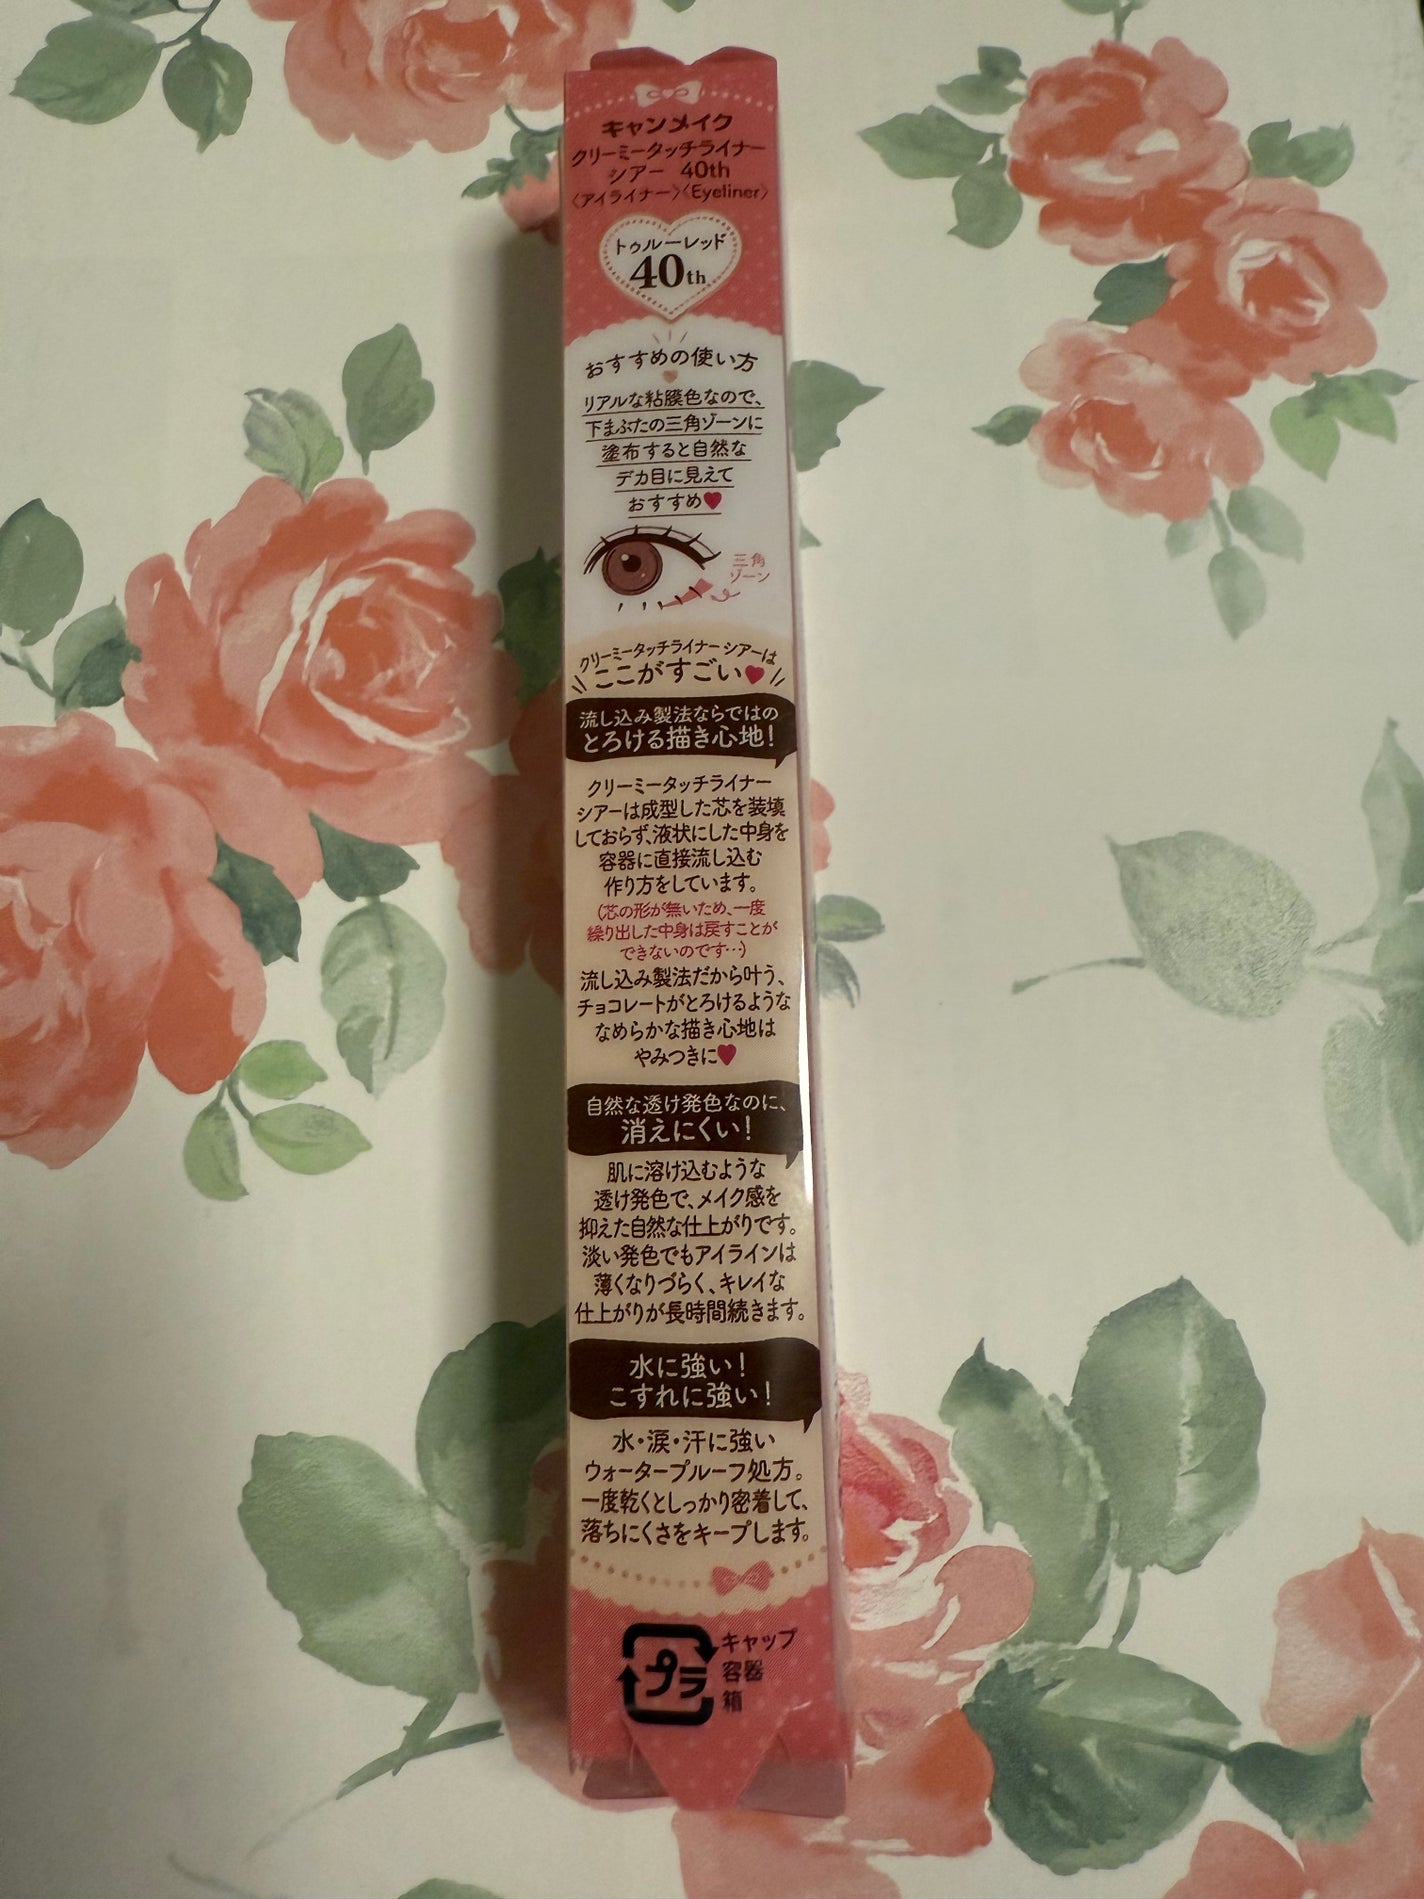 キャンメイク
クリーミータッチライナー
シアー 40th
〈アイライナー〉〈Eyeliner〉
トゥルーレッド
40th
おすすめの使い方
リアルな粘膜色なので、
下まぶたの三角ゾーンに
塗布すると自然な
デカ目に見えて
おすすめ♥
三角
ゾーン
クリーミータッチライナー シアーは
ここがすごい♥
流し込み製法ならではの
とろける描き心地!
クリーミータッチライナー
シアーは成型した芯を装填
しておらず、液状にした中身を
容器に直接流し込む
作り方をしています。
(芯の形が無いため、一度
繰り出した中身は戻すことが
できないのです…)
流し込み製法だから叶う、
チョコレートがとろけるような
なめらかな描き心地は
やみつきに♥
自然な透け発色なのに、
消えにくい!
肌に溶け込むような
透け発色で、メイク感を
抑えた自然な仕上がりです。
淡い発色でもアイラインは
薄くなりづらく、キレイな
仕上がりが長時間続きます。
水に強い!
こすれに強い!
水・涙・汗に強い
ウォータープルーフ処方。
一度乾くとしっかり密着して、
落ちにくさをキープします。
プラ
キャップ
容器
箱